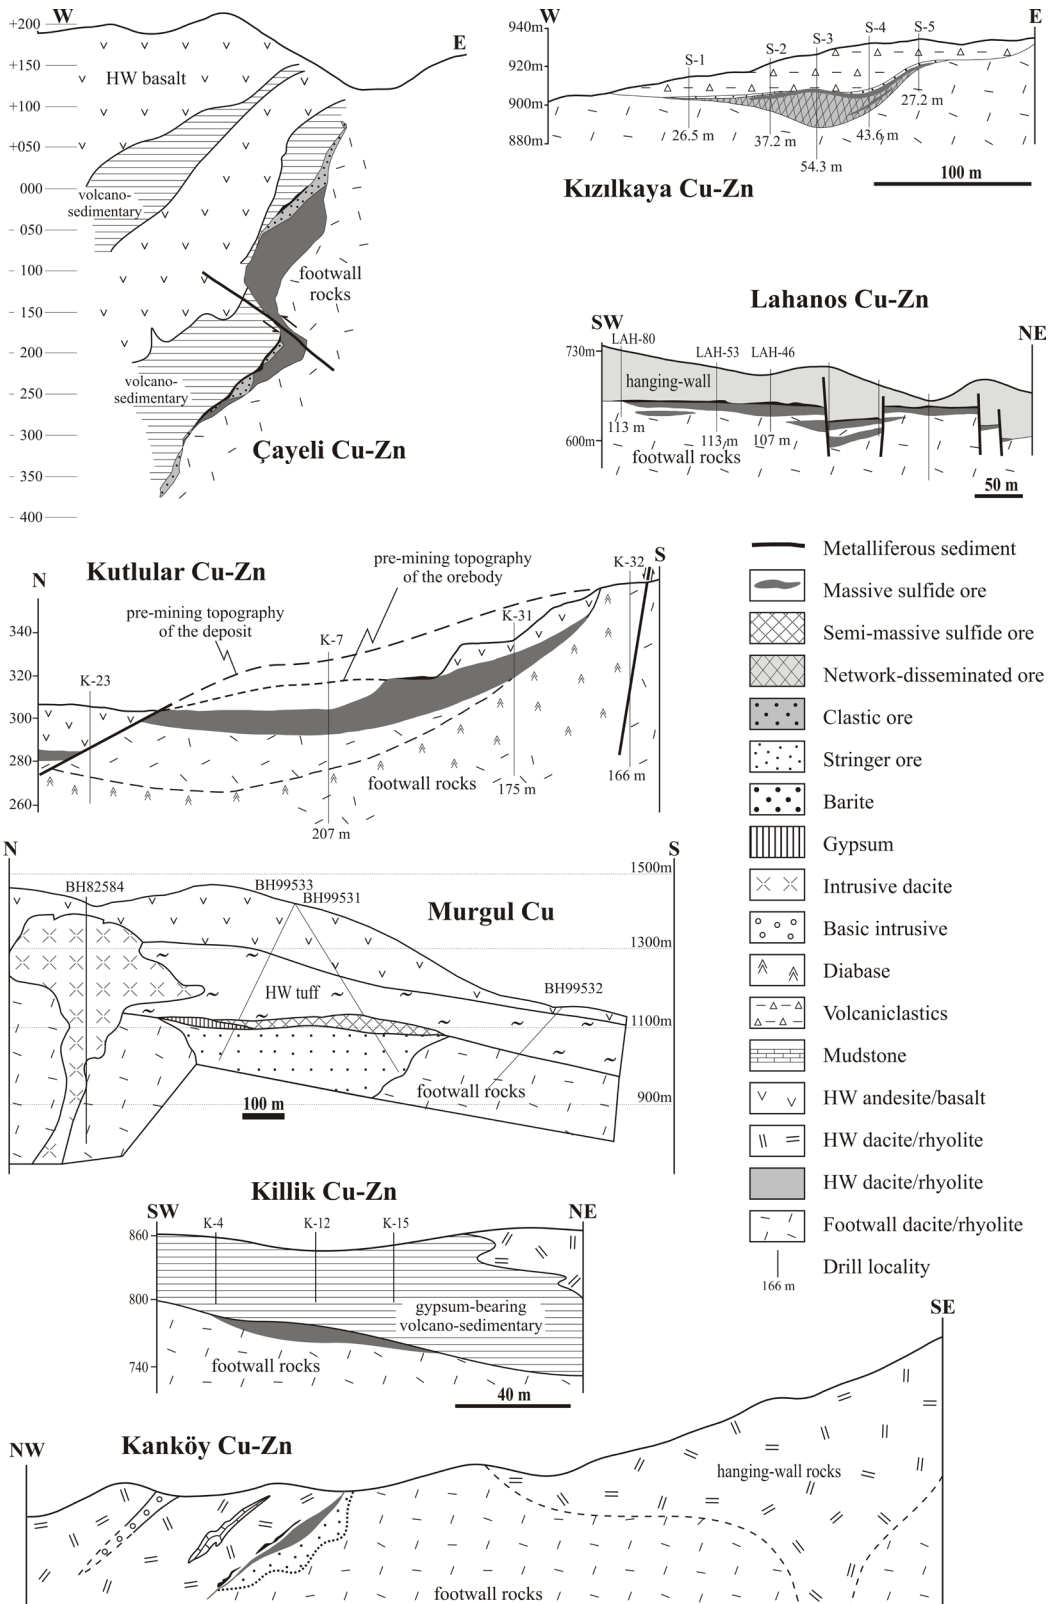 W
E
+200
+150
+100
+050
000
- 050
- 100
- 150
- 200
- 250
- 300
- 350
- 400
HW basalt
volcano-
sedimentary
footwall
rocks
volcano-
sedimentary
Çayeli Cu-Zn
W
E
940m
920m
900m
880m
S-1
S-2
S-3
S-4
S-5
26.5 m
37.2 m
54.3 m
43.6 m
27.2 m
Kızılkaya Cu-Zn
100 m
Lahanos Cu-Zn
SW
NE
730m
600m
LAH-80
LAH-53
LAH-46
hanging-wall
113 m
113 m
107 m
footwall rocks
50 m
Kutlular Cu-Zn
N
S
340
320
300
280
260
pre-mining topography
of the deposit
pre-mining topography
of the orebody
K-23
K-7
K-31
K-32
footwall rocks
207 m
175 m
166 m
N
S
Murgul Cu
1500m
1300m
1100m
900m
BH82584
BH99533
BH99531
BH99532
HW tuff
footwall rocks
100 m
Killik Cu-Zn
SW
NE
860
800
740
K-4
K-12
K-15
gypsum-bearing
volcano-sedimentary
footwall rocks
40 m
Kanköy Cu-Zn
NW
SE
hanging-wall rocks
footwall rocks
Metalliferous sediment
Massive sulfide ore
Semi-massive sulfide ore
Network-disseminated ore
Clastic ore
Stringer ore
Barite
Gypsum
Intrusive dacite
Basic intrusive
Diabase
Volcaniclastics
Mudstone
HW andesite/basalt
HW dacite/rhyolite
HW dacite/rhyolite
Footwall dacite/rhyolite
Drill locality
166 m